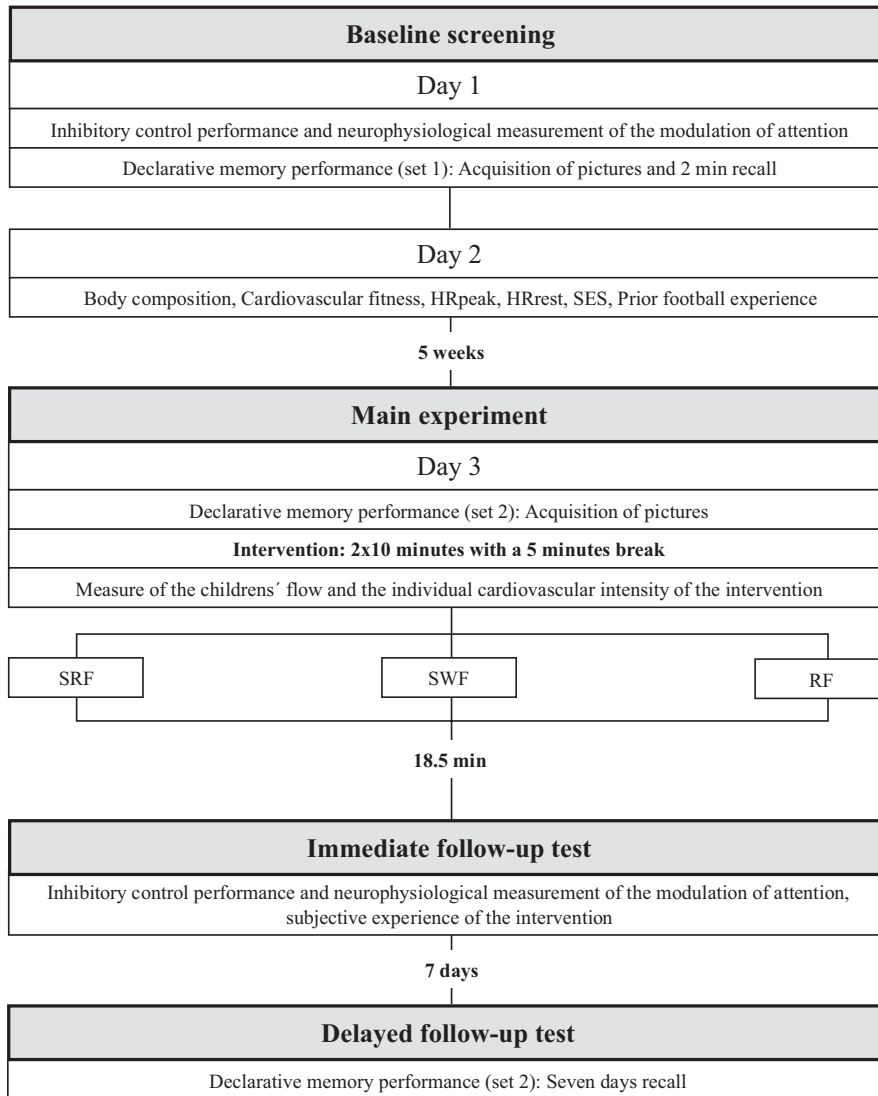 Baseline screening
Day 1
Inhibitory control performance and neurophysiological measurement of the modulation of attention
Declarative memory performance (set 1): Acquisition of pictures and 2 min recall
Day 2
Body composition, Cardiovascular fitness, HRpeak, HRrest, SES, Prior football experience
5 weeks
Main experiment
Day 3
Declarative memory performance (set 2): Acquisition of pictures
Intervention: 2x10 minutes with a 5 minutes break
Measure of the childrens´ flow and the individual cardiovascular intensity of the intervention
SRF SWF RF
18.5 min
Immediate follow-up test
Inhibitory control performance and neurophysiological measurement of the modulation of attention,
subjective experience of the intervention
7 days
Delayed follow-up test
Declarative memory performance (set 2): Seven days recall